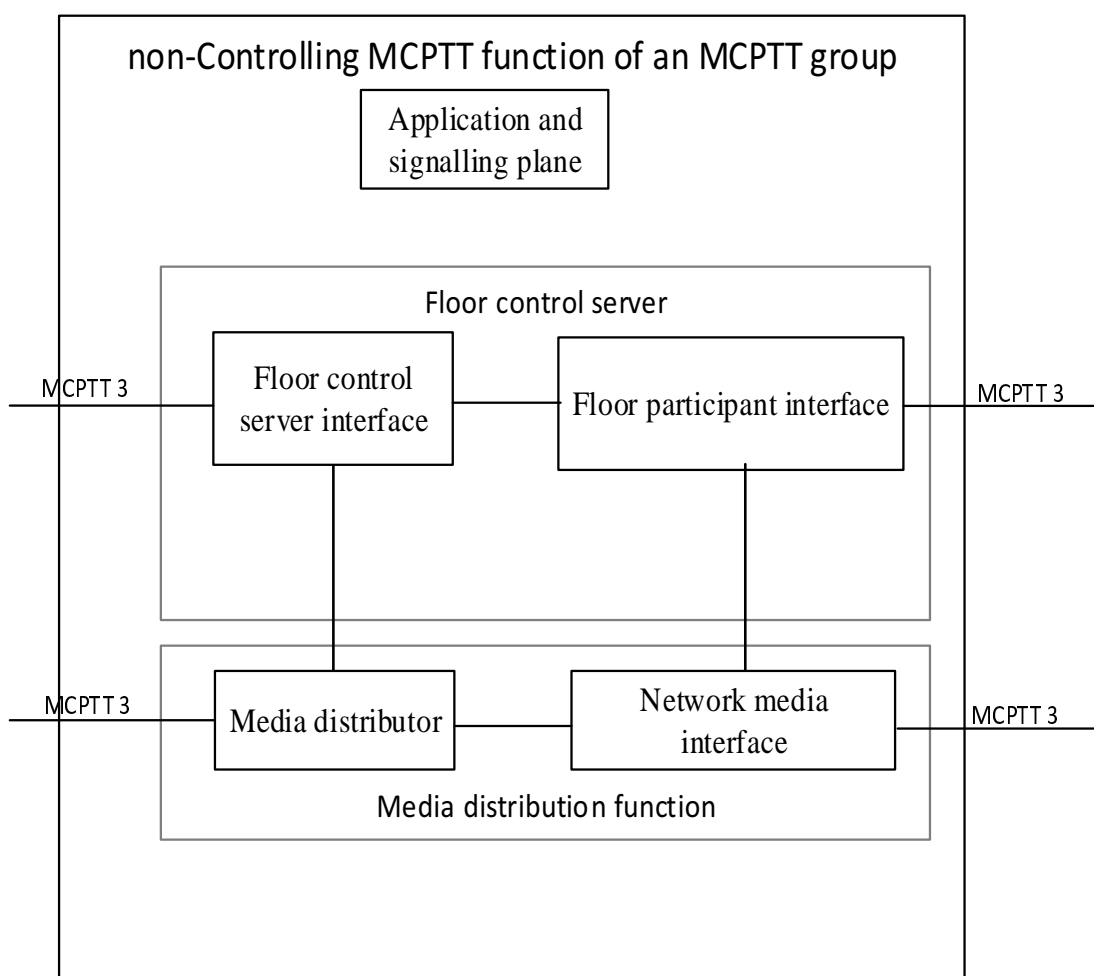 non-Controlling MCPTT function of an MCPTT group
Application and
signalling plane
Floor control server
MCPTT 3
Floor control
server interface
Floor participant interface
MCPTT 3
MCPTT 3
Media distributor
Network media
interface
MCPTT 3
Media distribution function